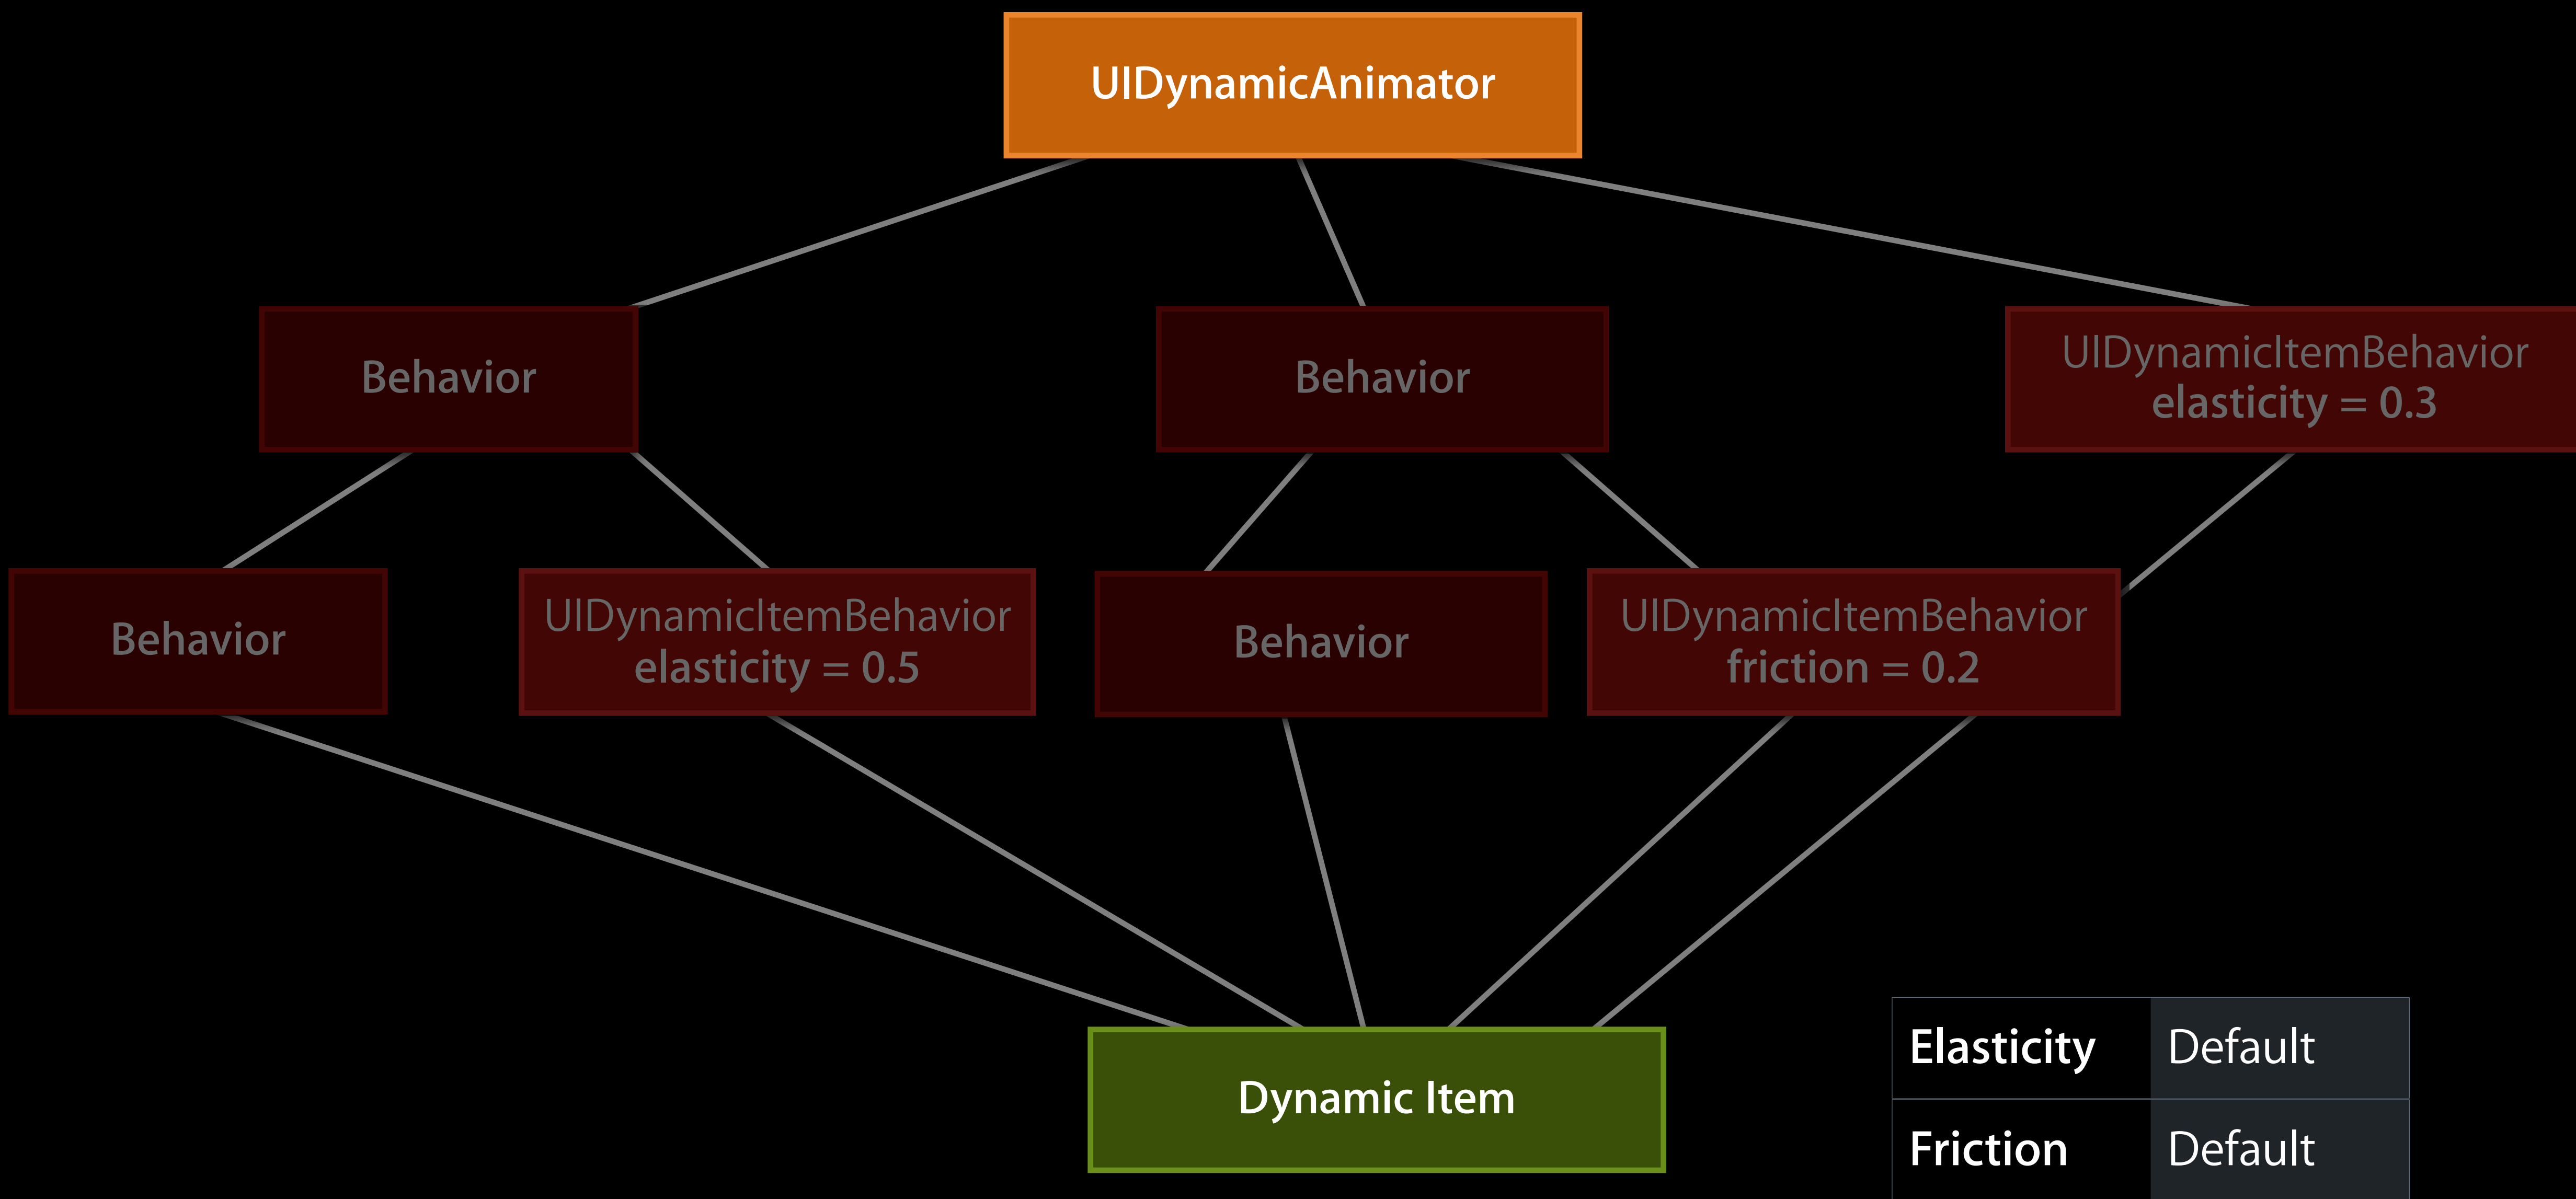 UIDynamicAnimator
Behavior
Behavior
UIDynamicItemBehavior
elasticity = 0.3
Behavior
UIDynamicItemBehavior
elasticity = 0.5
Behavior
UIDynamicItemBehavior
friction = 0.2
Dynamic Item
Elasticity Default
Friction Default